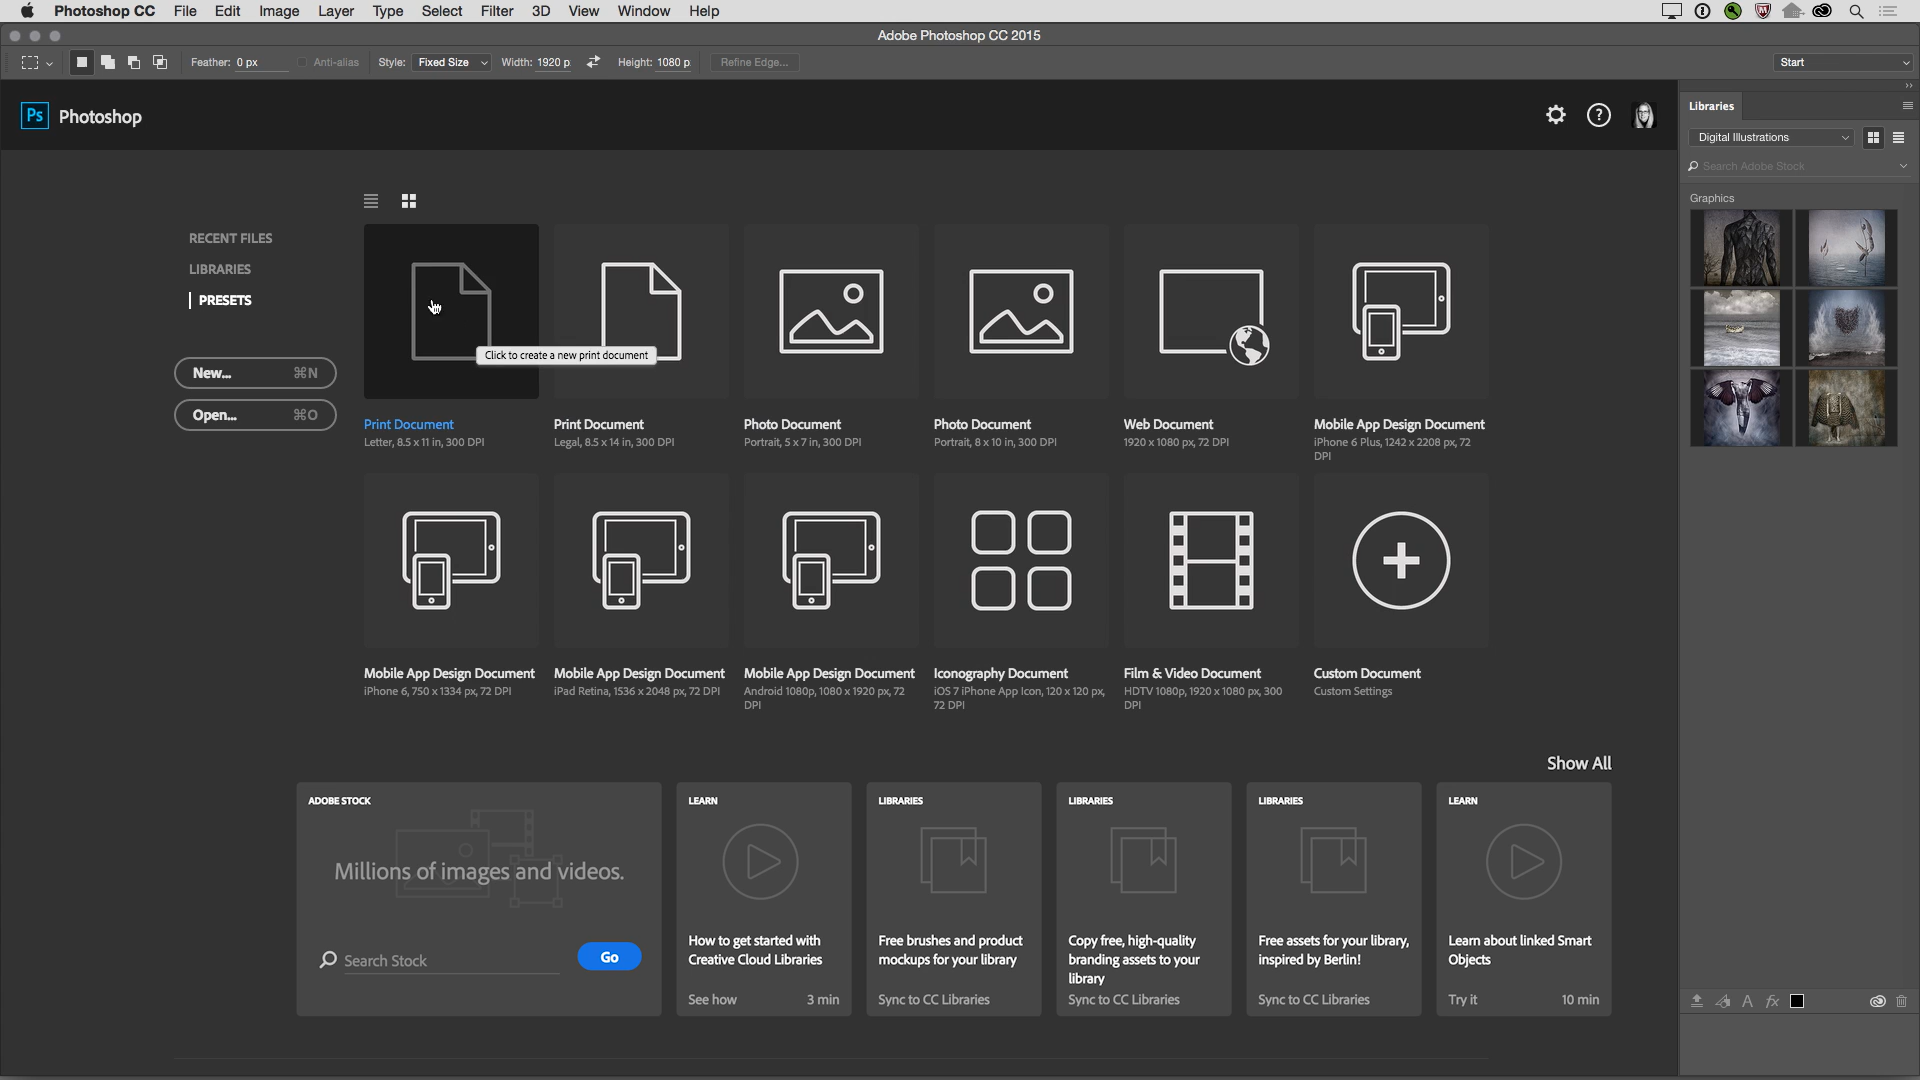 Photoshop CC File Edit Image Layer Type Select Filter 3D View Window Help
Adobe Photoshop CC 2015
Feather: 0 px Anti-alias Style: Fixed Size Width: 1920 p Height: 1080 p Refine Edge... Start
Ps Photoshop ?
Libraries
Digital Illustrations
Search Adobe Stock
Graphics
RECENT FILES
LIBRARIES
PRESETS
New... ⌘N
Open... ⌘O
Click to create a new print document
Print Document
Letter, 8.5 x 11 in, 300 DPI
Print Document
Legal, 8.5 x 14 in, 300 DPI
Photo Document
Portrait, 5 x 7 in, 300 DPI
Photo Document
Portrait, 8 x 10 in, 300 DPI
Web Document
1920 x 1080 px, 72 DPI
Mobile App Design Document
iPhone 6 Plus, 1242 x 2208 px, 72
DPI
Mobile App Design Document
iPhone 6, 750 x 1334 px, 72 DPI
Mobile App Design Document
iPad Retina, 1536 x 2048 px, 72 DPI
Mobile App Design Document
Android 1080p, 1080 x 1920 px, 72
DPI
Iconography Document
iOS 7 iPhone App Icon, 120 x 120 px,
72 DPI
Film & Video Document
HDTV 1080p, 1920 x 1080 px, 300
DPI
Custom Document
Custom Settings
Show All
ADOBE STOCK
Millions of images and videos.
Search Stock Go
LEARN
How to get started with
Creative Cloud Libraries
See how 3 min
LIBRARIES
Free brushes and product
mockups for your library
Sync to CC Libraries
LIBRARIES
Copy free, high-quality
branding assets to your
library
Sync to CC Libraries
LIBRARIES
Free assets for your library,
inspired by Berlin!
Sync to CC Libraries
LEARN
Learn about linked Smart
Objects
Try it 10 min
A fx